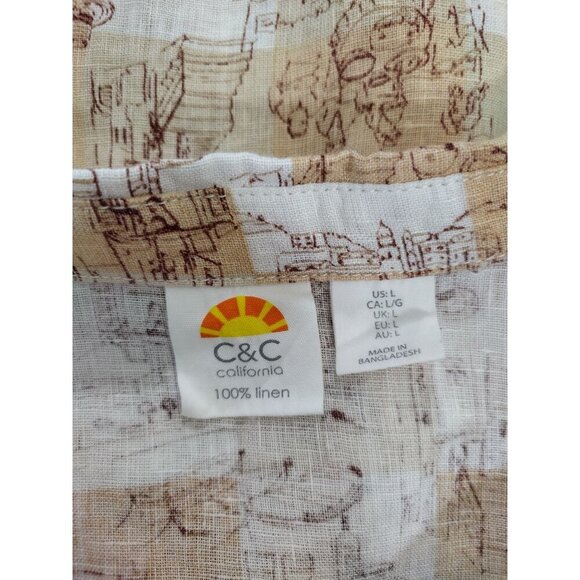 C&C
california
100% linen
US: L
CA: L/G
UK: L
EU: L
AU: L
MADE IN
BANGLADESH